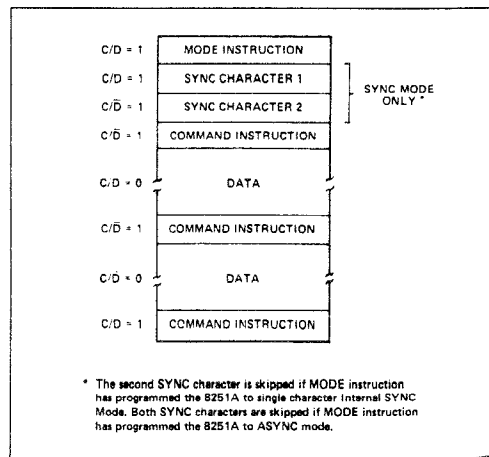 C/D = 1 MODE INSTRUCTION
C/D = 1 SYNC CHARACTER 1
SYNC MODE
ONLY *
C/D̅ = 1 SYNC CHARACTER 2
C/D̅ = 1 COMMAND INSTRUCTION
C/D = 0 DATA
C/D̅ = 1 COMMAND INSTRUCTION
C/D = 0 DATA
C/D = 1 COMMAND INSTRUCTION
* The second SYNC character is skipped if MODE instruction
has programmed the 8251A to single character Internal SYNC
Mode. Both SYNC characters are skipped if MODE instruction
has programmed the 8251A to ASYNC mode.